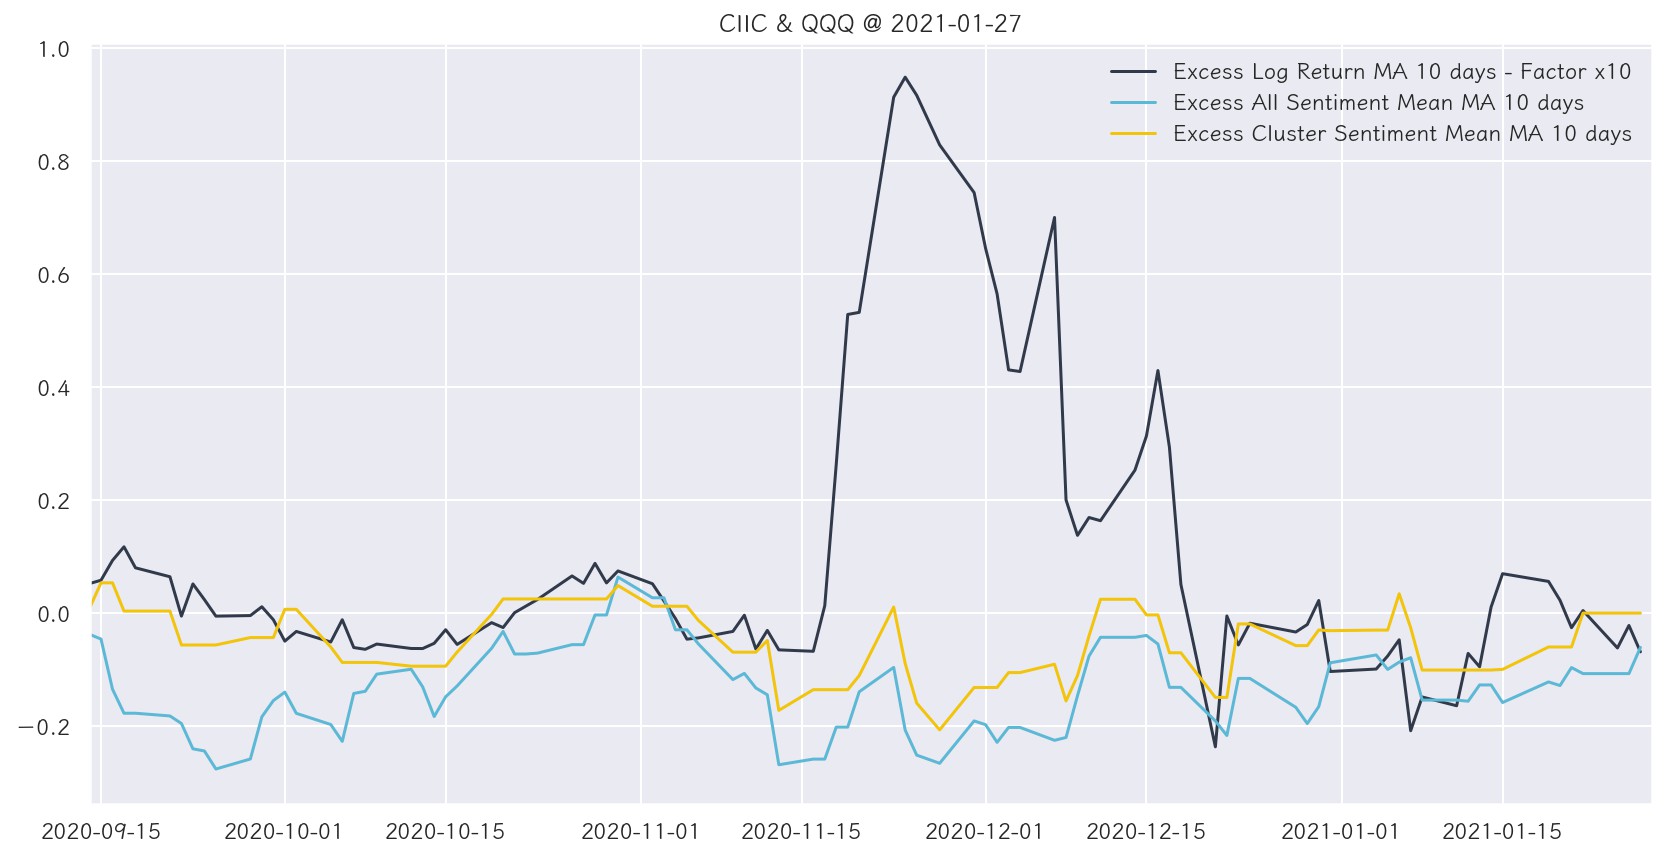 CIIC & QQQ @ 2021-01-27
Excess Log Return MA 10 days - Factor x10
Excess All Sentiment Mean MA 10 days
Excess Cluster Sentiment Mean MA 10 days
1.0
0.8
0.6
0.4
0.2
0.0
−0.2
2020-09-15 2020-10-01 2020-10-15 2020-11-01 2020-11-15 2020-12-01 2020-12-15 2021-01-01 2021-01-15